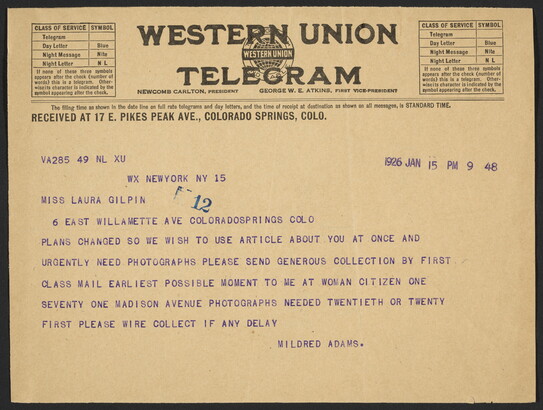 CLASS OF SERVICE SYMBOL
Telegram
Day Letter Blue
Night Message Nite
Night Letter N L
If none of these three symbols
appears after the check (number of
words) this is a telegram. Other-
wise its character is indicated by the
symbol appearing after the check.
WESTERN UNION
WESTERN UNION
TELEGRAM
NEWCOMB CARLTON, PRESIDENT GEORGE W. E. ATKINS, FIRST VICE-PRESIDENT
CLASS OF SERVICE SYMBOL
Telegram
Day Letter Blue
Night Message Nite
Night Letter N L
If none of these three symbols
appears after the check (number of
words) this is a telegram. Other-
wise its character is indicated by the
symbol appearing after the check.
The filing time as shown in the date line on full rate telegrams and day letters, and the time of receipt at destination as shown on all messages, is STANDARD TIME.
RECEIVED AT 17 E. PIKES PEAK AVE., COLORADO SPRINGS, COLO.
VA285 49 NL XU
1926 JAN 15 PM 9 48
WX NEWYORK NY 15
MISS LAURA GILPIN
12
6 EAST WILLAMETTE AVE COLORADOSPRINGS COLO
PLANS CHANGED SO WE WISH TO USE ARTICLE ABOUT YOU AT ONCE AND
URGENTLY NEED PHOTOGRAPHS PLEASE SEND GENEROUS COLLECTION BY FIRST
CLASS MAIL EARLIEST POSSIBLE MOMENT TO ME AT WOMAN CITIZEN ONE
SEVENTY ONE MADISON AVENUE PHOTOGRAPHS NEEDED TWENTIETH OR TWENTY
FIRST PLEASE WIRE COLLECT IF ANY DELAY
MILDRED ADAMS.